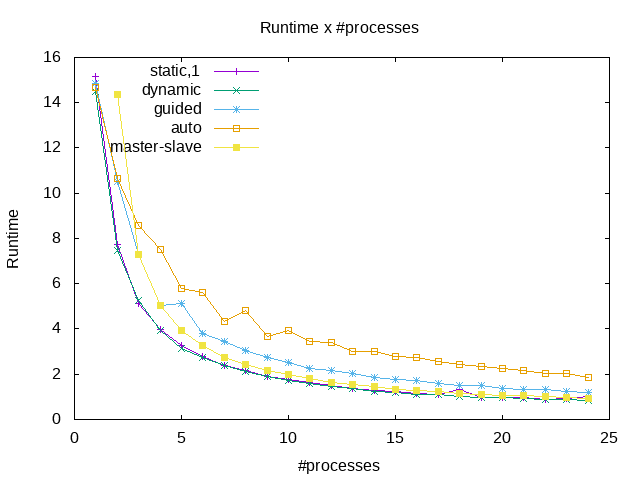 Runtime x #processes
16
14
12
10
8
6
4
2
0
Runtime
static,1
dynamic
guided
auto
master-slave
0 5 10 15 20 25
#processes